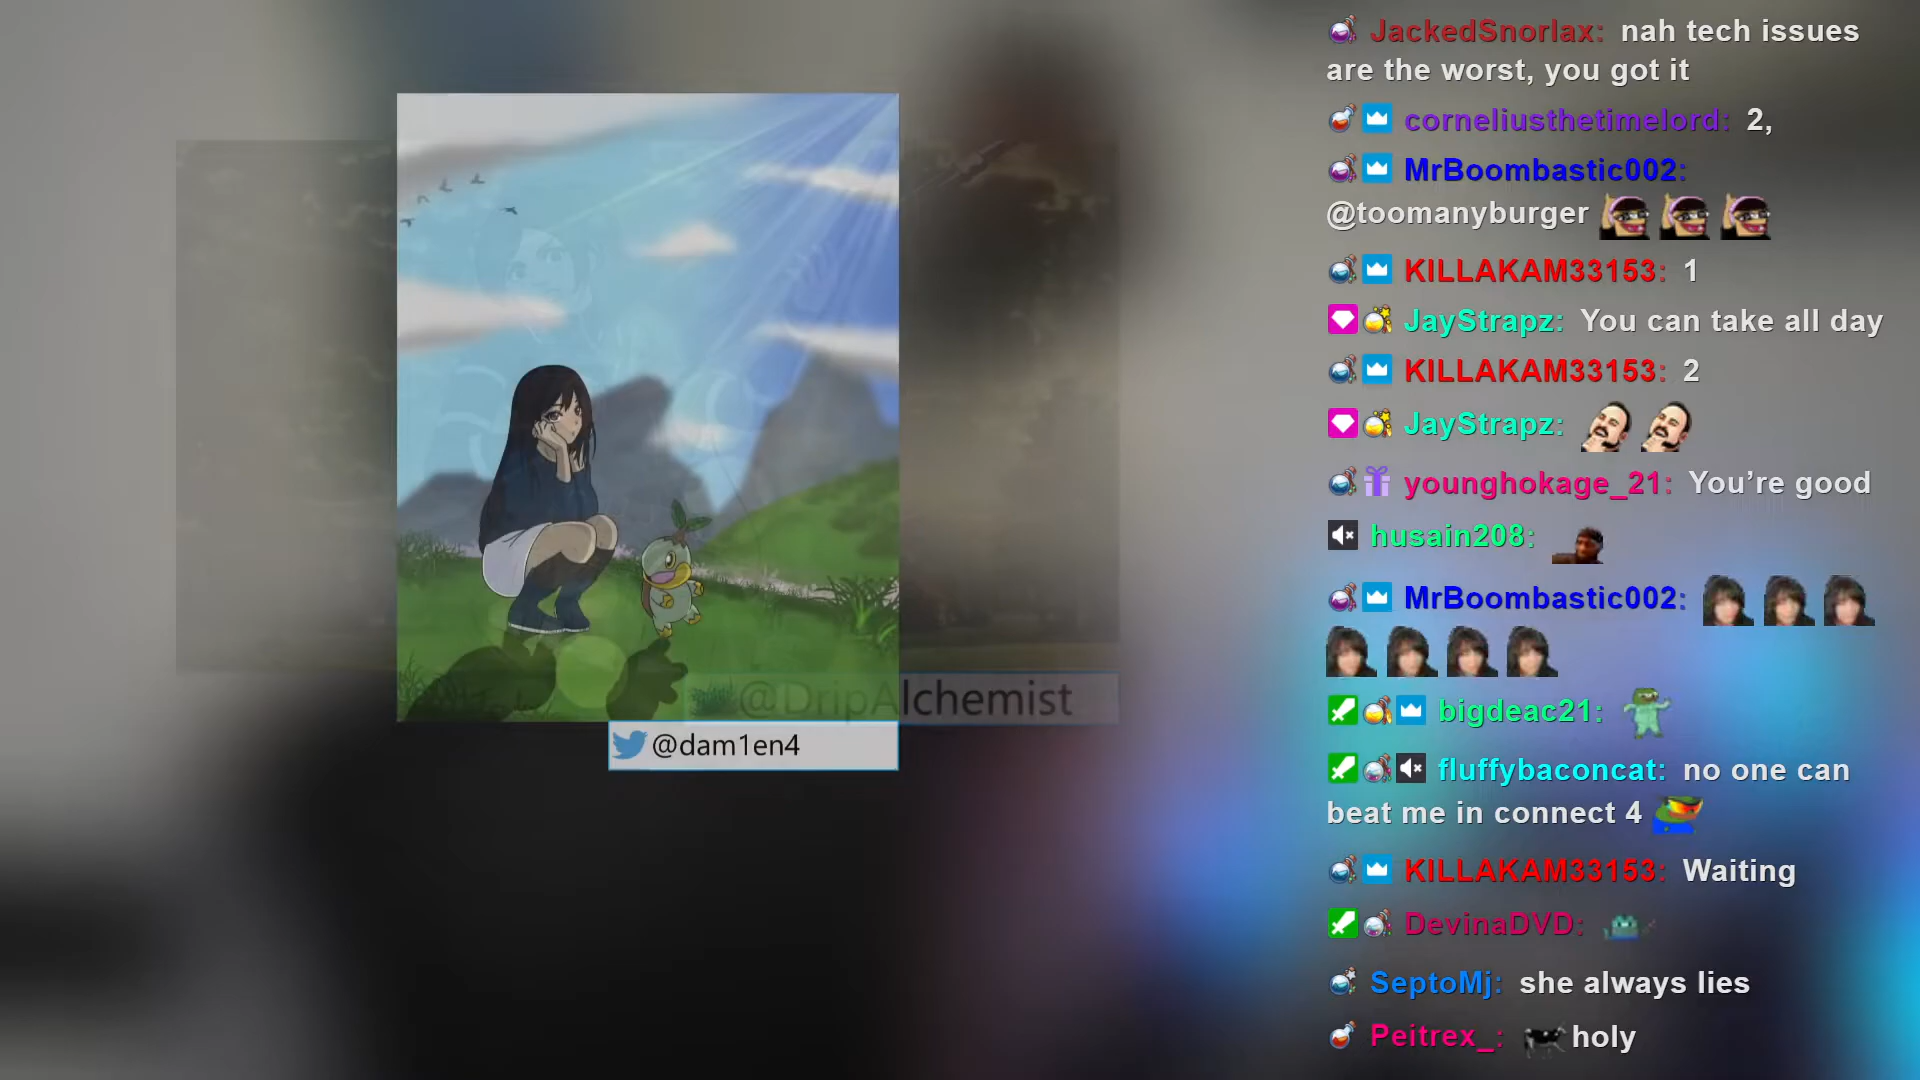 @DripAlchemist
@dam1en4
JackedSnorlax: nah tech issues
are the worst, you got it
corneliusthetimelord: 2,
MrBoombastic002:
@toomanyburger
KILLAKAM33153: 1
JayStrapz: You can take all day
KILLAKAM33153: 2
JayStrapz:
younghokage_21: You’re good
husain208:
MrBoombastic002:
bigdeac21:
fluffybaconcat: no one can
beat me in connect 4
KILLAKAM33153: Waiting
DevinaDVD:
SeptoMj: she always lies
Peitrex_: holy